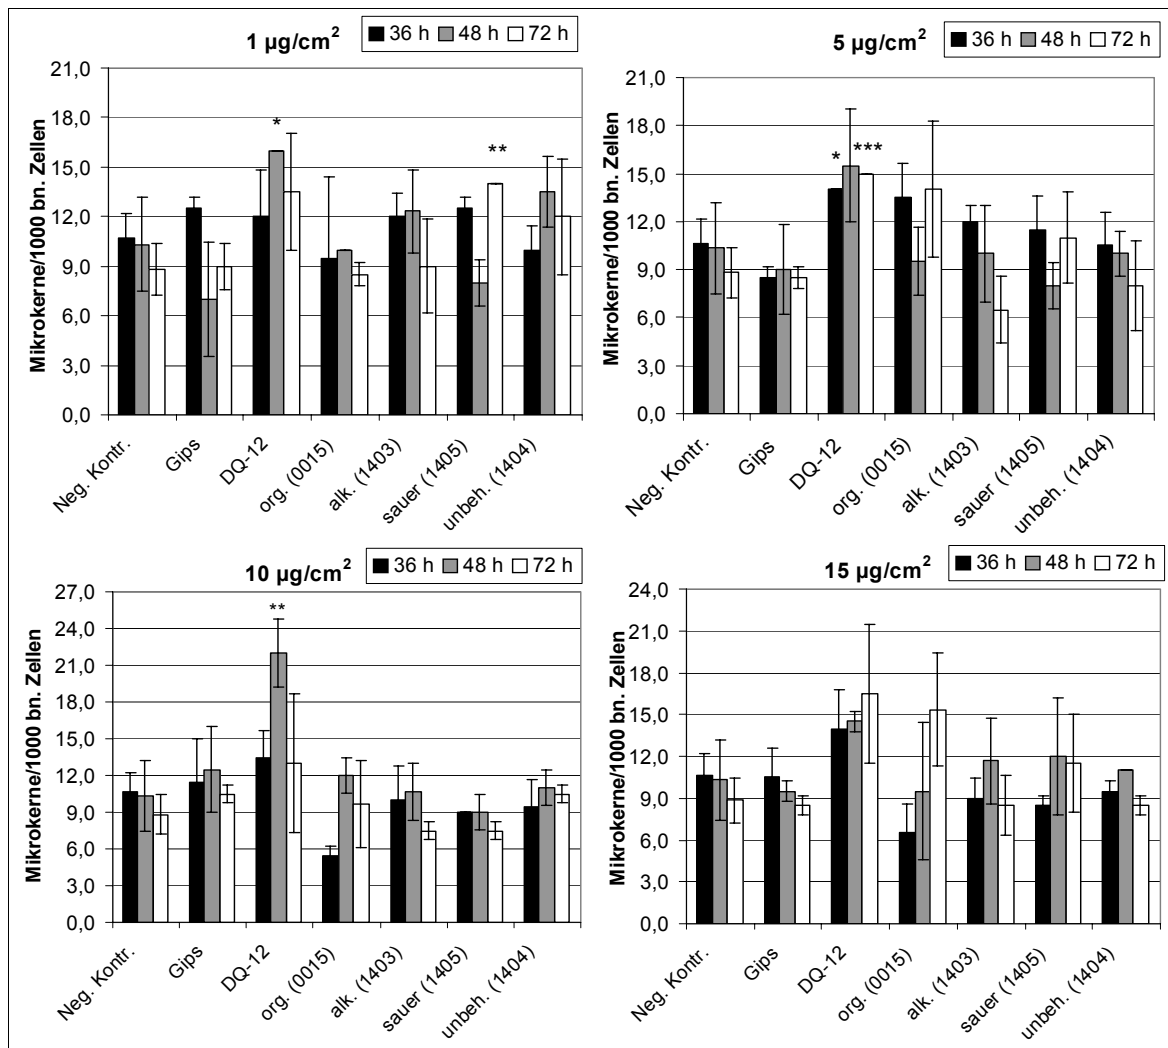 1 µg/cm²
36 h 48 h 72 h
Mikrokerne/1000 bn. Zellen
21,0
18,0
15,0
12,0
9,0
6,0
3,0
0,0
*
**
Neg. Kontr.
Gips
DQ-12
org. (0015)
alk. (1403)
sauer (1405)
unbeh. (1404)
5 µg/cm²
36 h 48 h 72 h
Mikrokerne/1000 bn. Zellen
21,0
18,0
15,0
12,0
9,0
6,0
3,0
0,0
*
***
Neg. Kontr.
Gips
DQ-12
org. (0015)
alk. (1403)
sauer (1405)
unbeh. (1404)
10 µg/cm²
36 h 48 h 72 h
Mikrokerne/1000 bn. Zellen
27,0
24,0
21,0
18,0
15,0
12,0
9,0
6,0
3,0
0,0
**
Neg. Kontr.
Gips
DQ-12
org. (0015)
alk. (1403)
sauer (1405)
unbeh. (1404)
15 µg/cm²
36 h 48 h 72 h
Mikrokerne/1000 bn. Zellen
24,0
21,0
18,0
15,0
12,0
9,0
6,0
3,0
0,0
Neg. Kontr.
Gips
DQ-12
org. (0015)
alk. (1403)
sauer (1405)
unbeh. (1404)